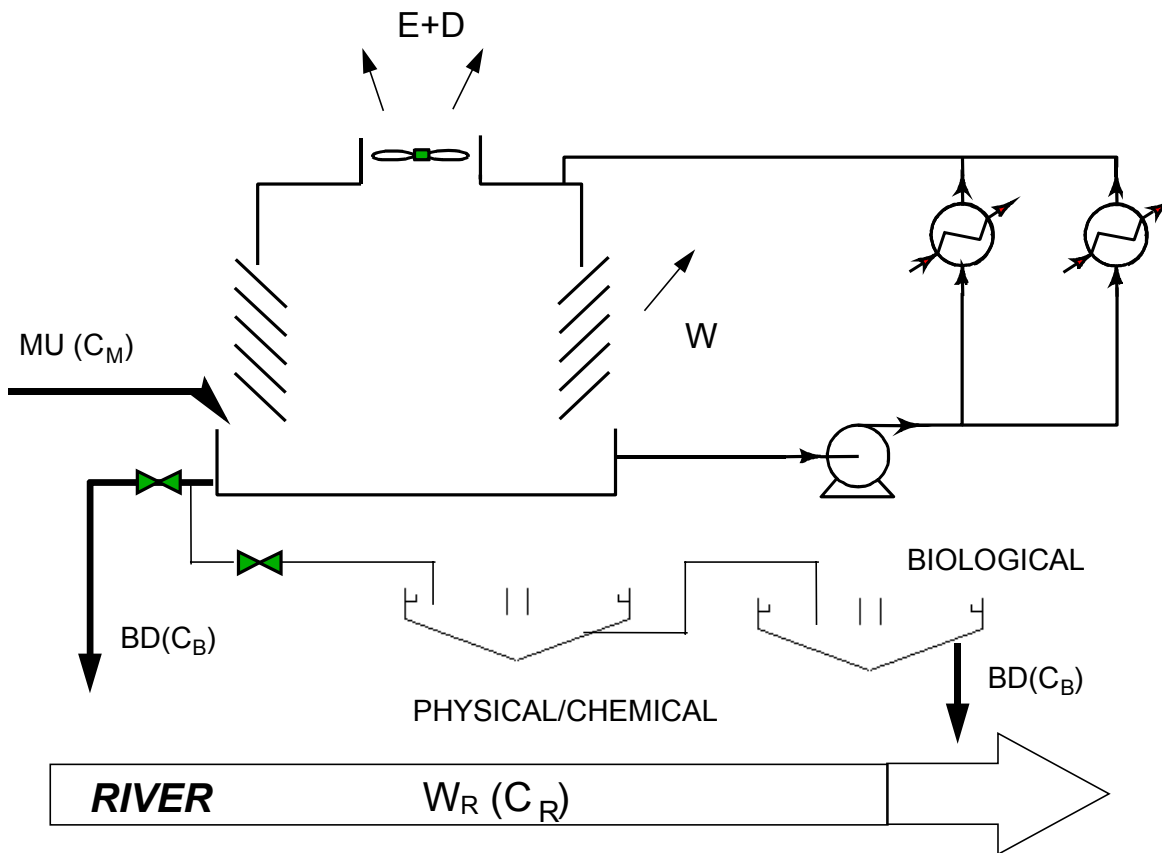 E+D
MU (CM)
W
BIOLOGICAL
BD(CB)
BD(CB)
PHYSICAL/CHEMICAL
RIVER WR (CR)